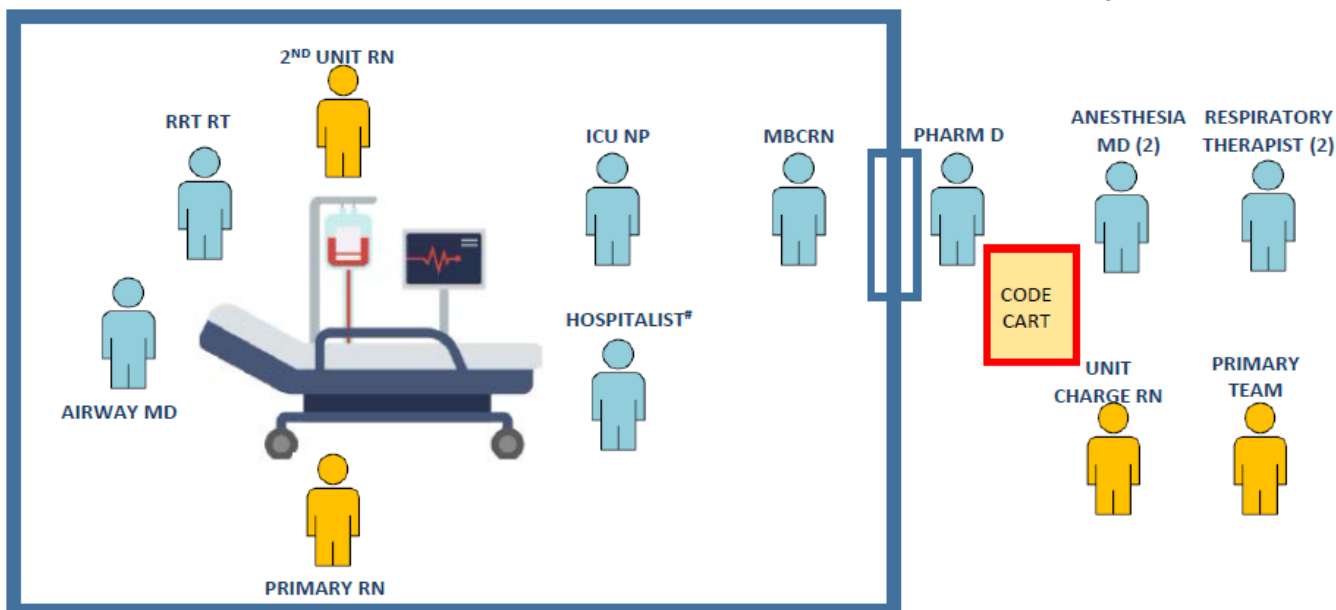 2ND UNIT RN
RRT RT
ICU NP
MBCRN
PHARM D
ANESTHESIA
MD (2)
RESPIRATORY
THERAPIST (2)
CODE
CART
HOSPITALIST#
AIRWAY MD
UNIT
CHARGE RN
PRIMARY
TEAM
PRIMARY RN